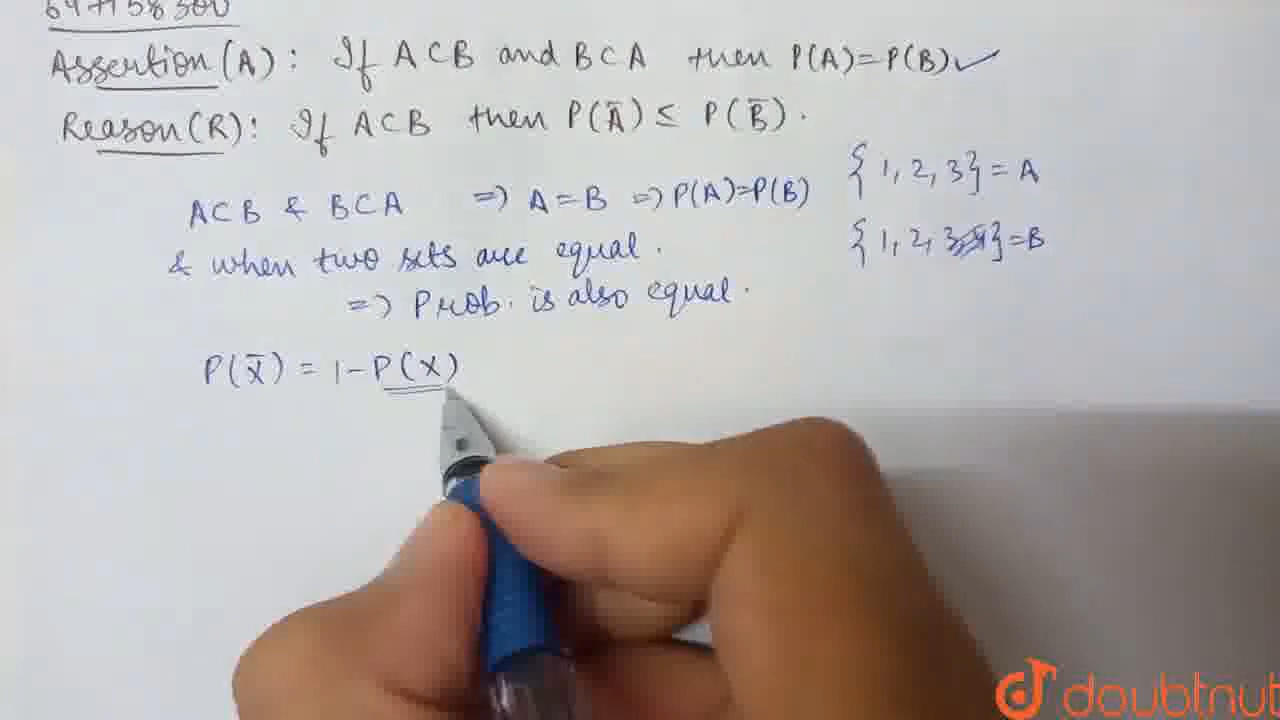 Assertion (A): If A⊂B and B⊂A then P(A)=P(B)✓
Reason (R): If A⊂B then P(Ā) ≤ P(B̄).
{1, 2, 3} = A
A⊂B & B⊂A ⇒ A=B ⇒ P(A)=P(B)
{1, 2, 3} = B
& when two sets are equal.
⇒ Prob. is also equal.
P(X̄) = 1-P(X)
doubtnut